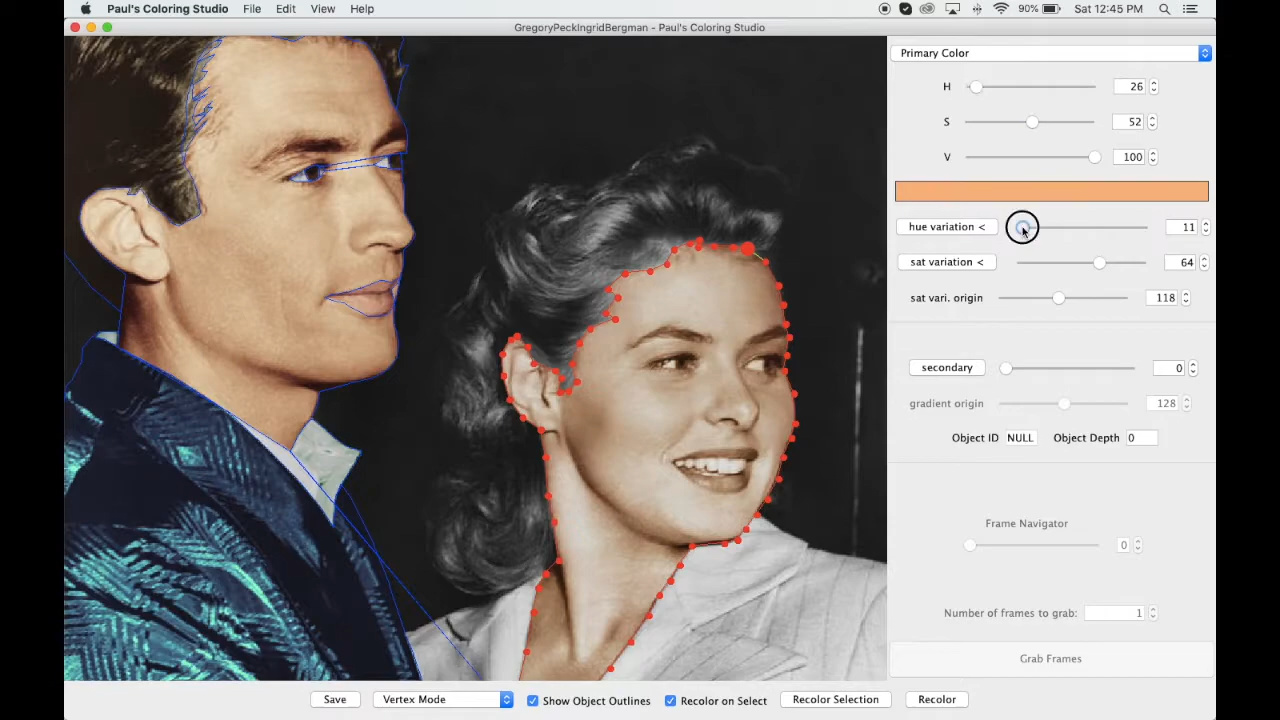 Paul's Coloring Studio File Edit View Help 90% Sat 12:45 PM
GregoryPeckIngridBergman - Paul's Coloring Studio
Primary Color
H 26
S 52
V 100
hue variation < 11
sat variation < 64
sat vari. origin 118
secondary 0
gradient origin 128
Object ID NULL Object Depth 0
Frame Navigator
0
Number of frames to grab: 1
Grab Frames
Save Vertex Mode Show Object Outlines Recolor on Select Recolor Selection Recolor